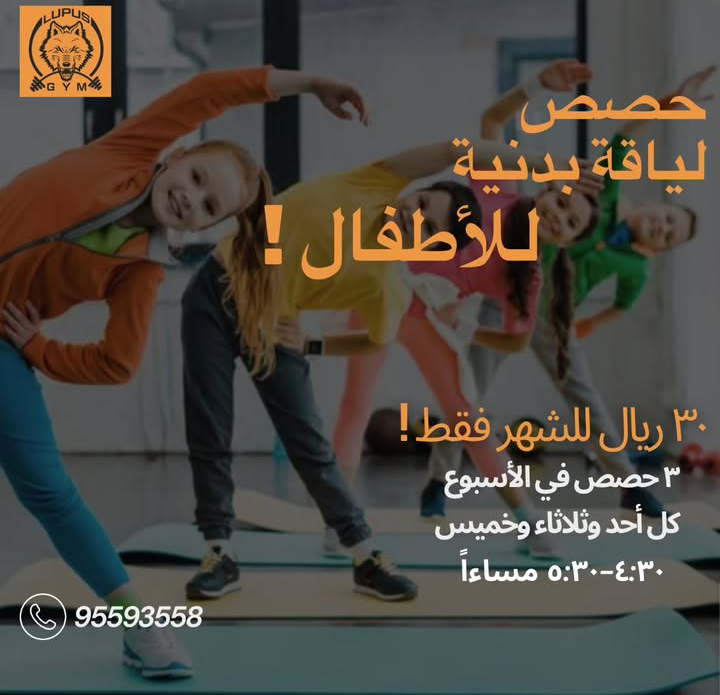 LUPUS
GYM
حصص
لياقة بدنية
للأطفال !
٣٠ ريال للشهر فقط !
٣ حصص في الأسبوع
كل أحد وثلاثاء وخميس
٤:٣٠-٥:٣٠ مساءاً
95593558